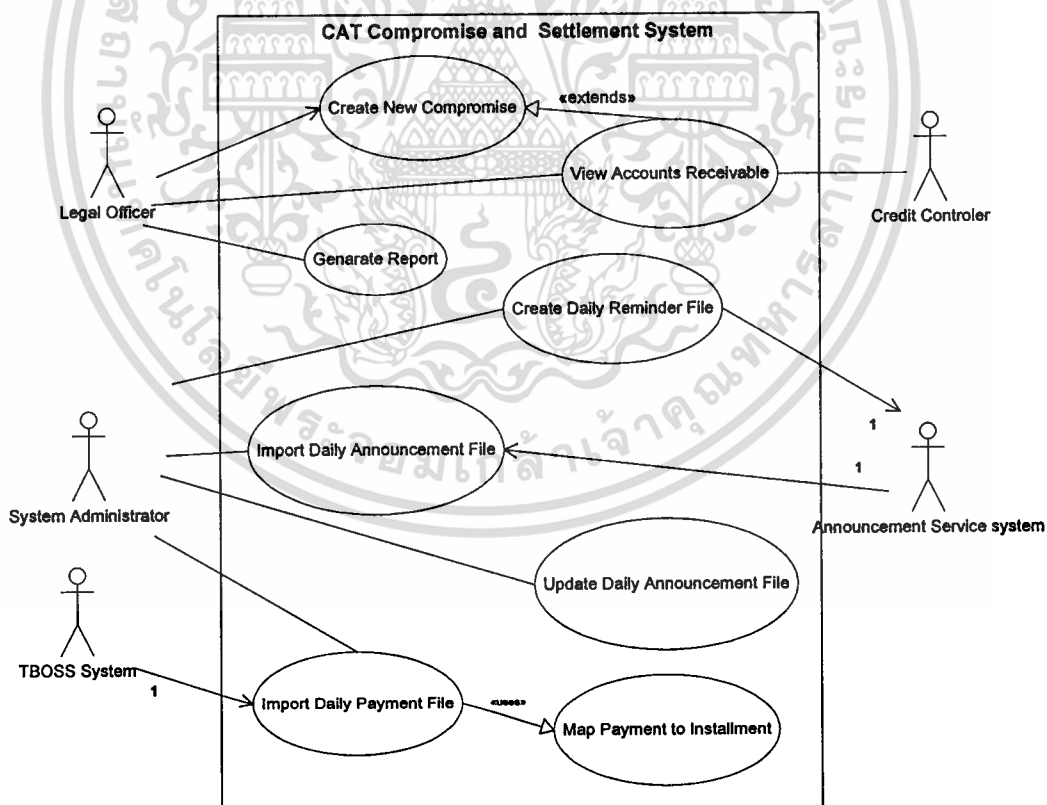 CAT Compromise and Settlement System
Create New Compromise
«extends»
View Accounts Receivable
Legal Officer
Credit Controler
Genarate Report
Create Daily Reminder File
1
Import Daily Announcement File
1
System Administrator
Announcement Service system
Update Daily Announcement File
TBOSS System
1
Import Daily Payment File
«uses»
Map Payment to Installment